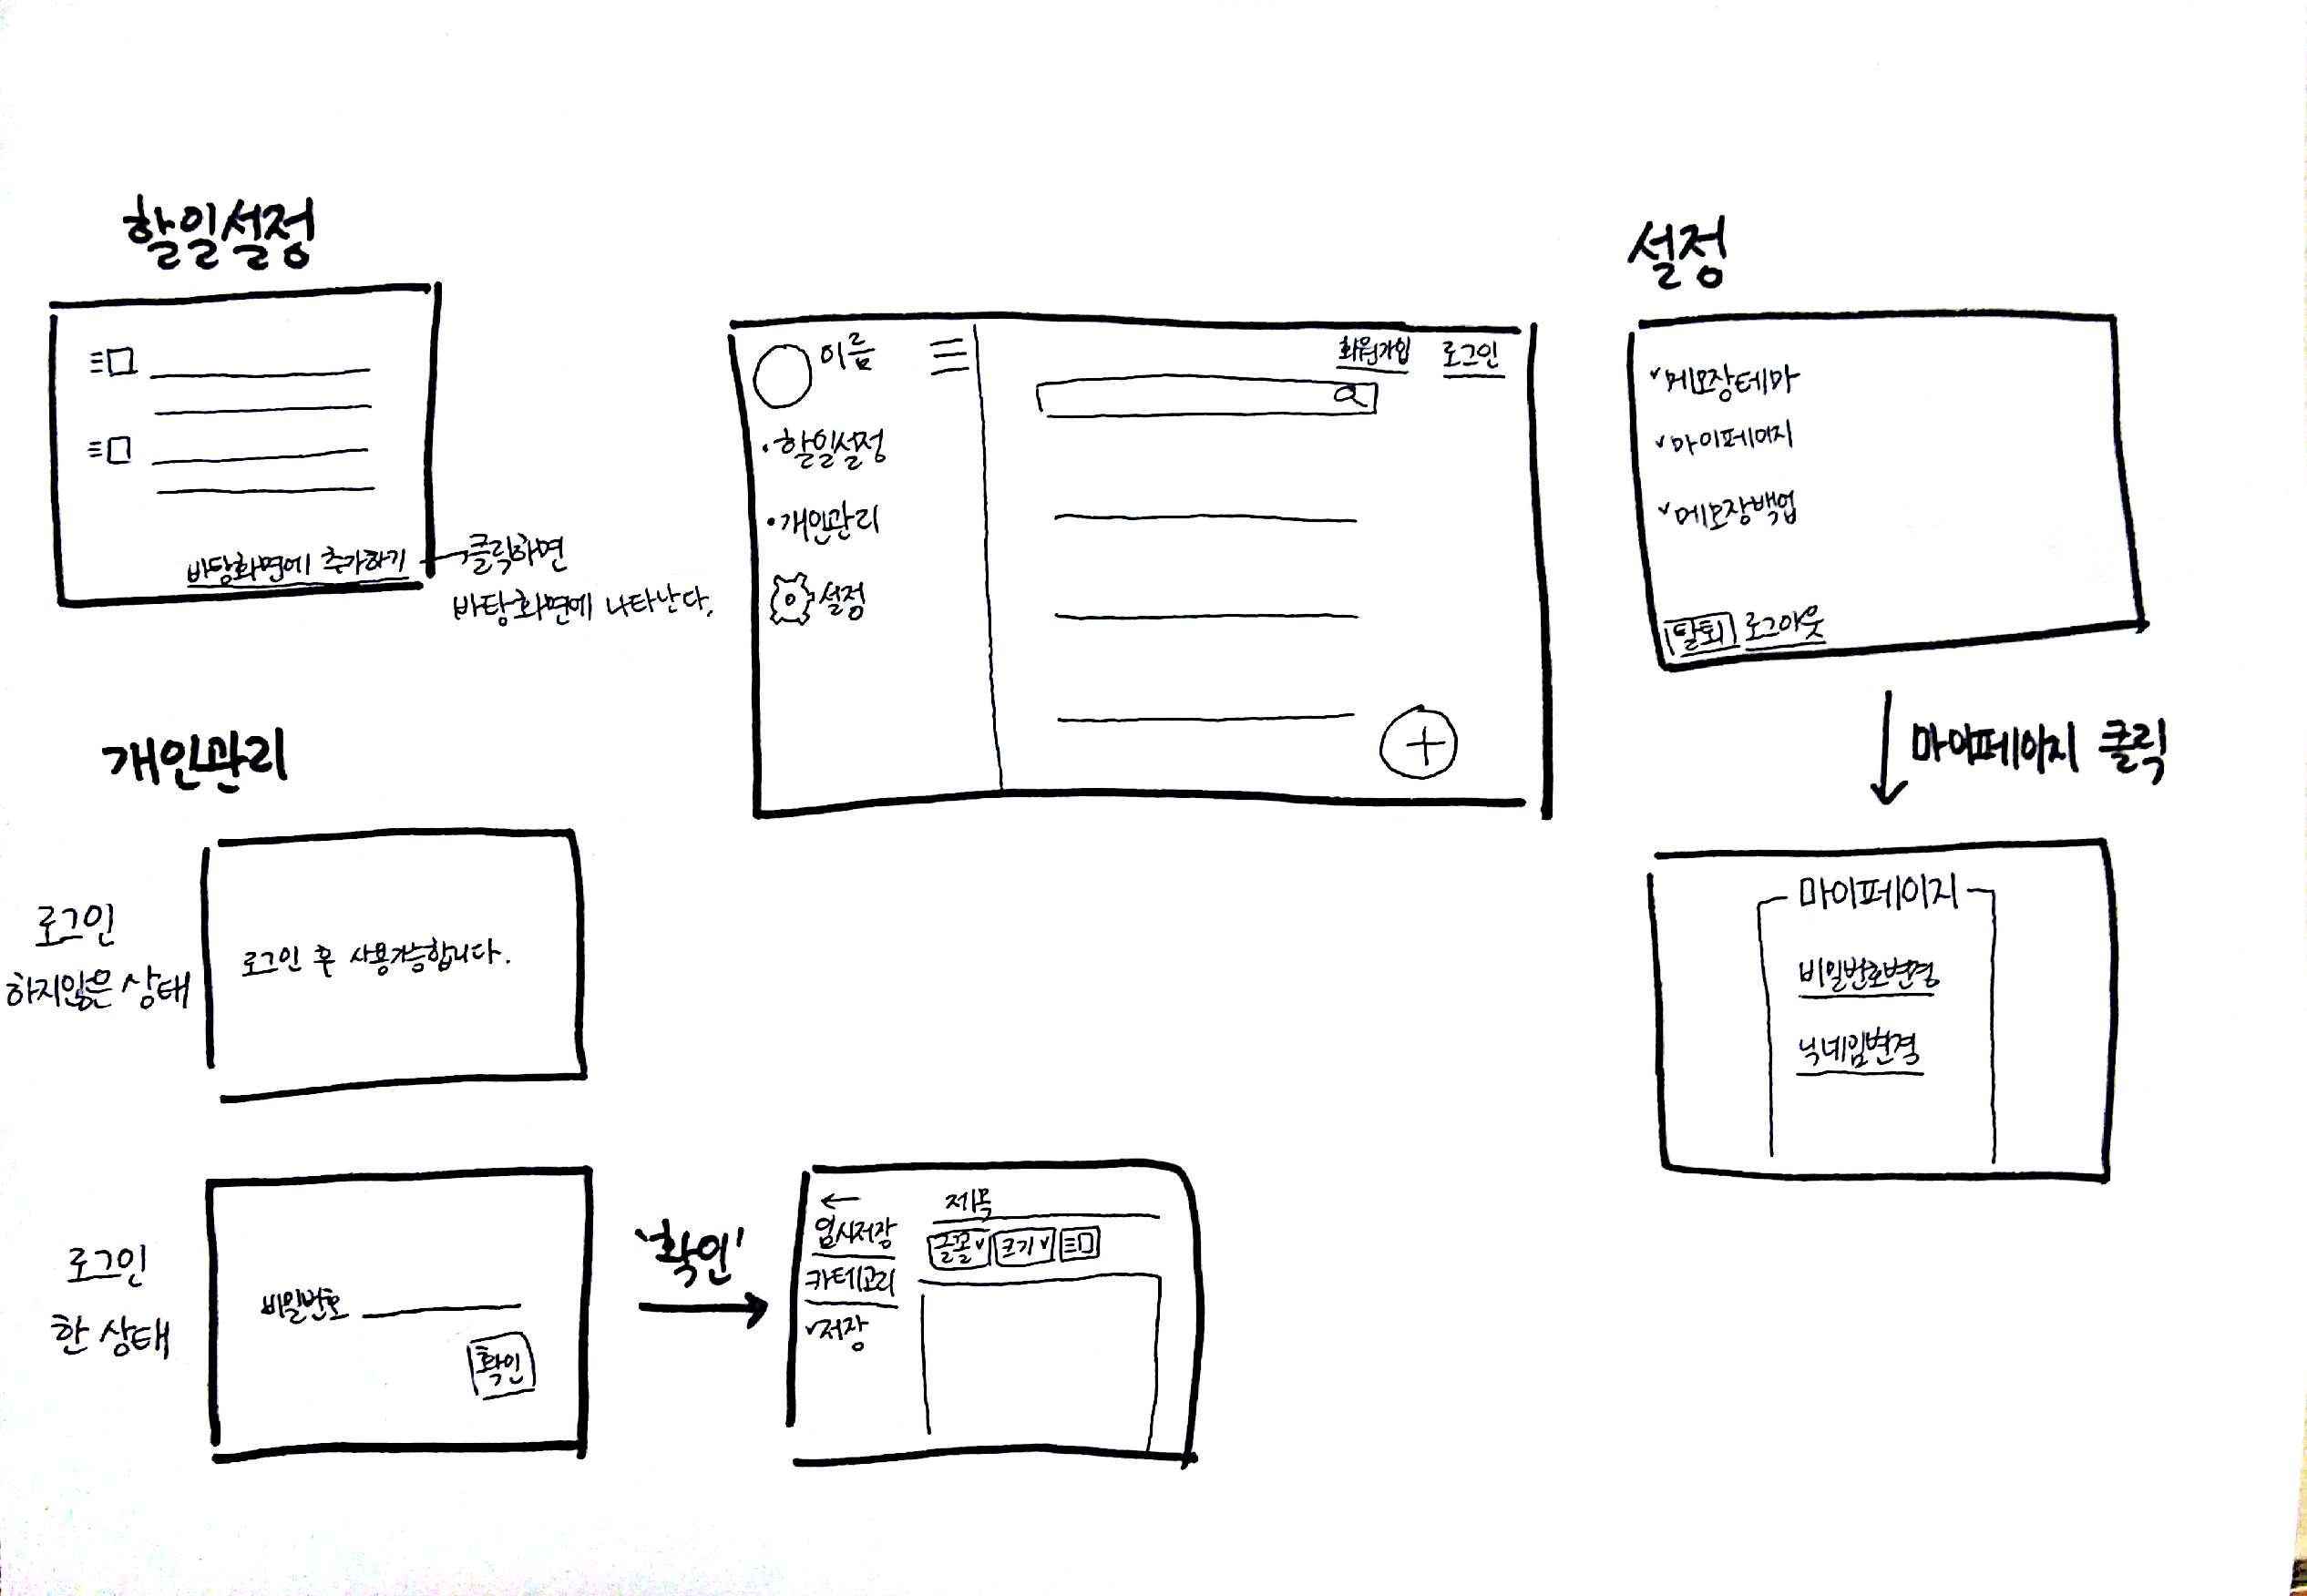 할일설정
바탕화면에 추가하기
클릭하면
바탕화면에 나타난다.
이름
할일설정
개인관리
설정
회원가입 로그인
설정
메모장테마
마이페이지
메모장백업
탈퇴 로그아웃
마이페이지 클릭
마이페이지
비밀번호변경
닉네임변경
개인관리
로그인
하지않은 상태
로그인 후 사용가능합니다.
로그인
한 상태
비밀번호
확인
'확인'
제목
임시저장
글꼴 크기
카테고리
저장